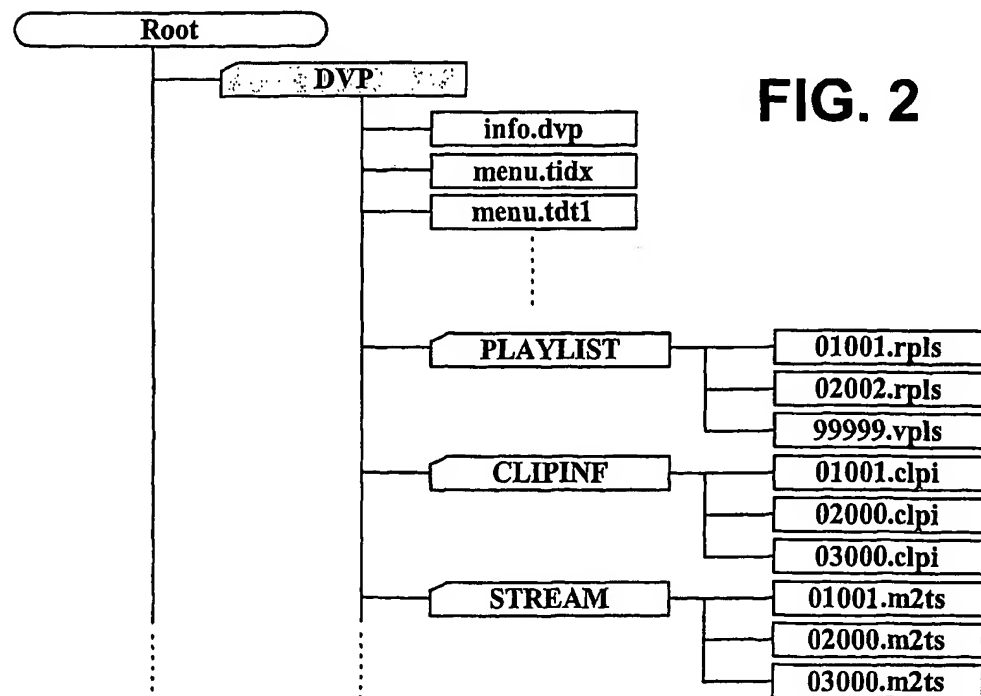 Root
DVP
FIG. 2
info.dvp
menu.tidx
menu.tdt1
PLAYLIST
01001.rpls
02002.rpls
99999.vpls
CLIPINF
01001.clpi
02000.clpi
03000.clpi
STREAM
01001.m2ts
02000.m2ts
03000.m2ts